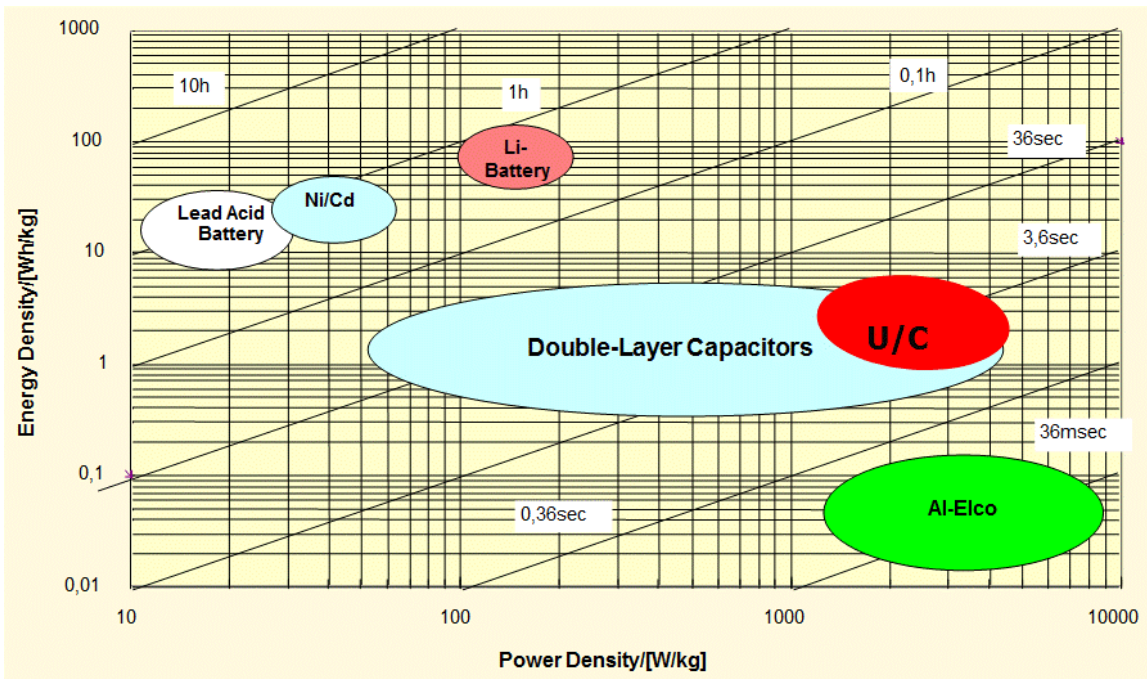 1000
10h
1h
0,1h
100
Li-
Battery
36sec
Lead Acid
Battery
Ni/Cd
10
3,6sec
Energy Density/[Wh/kg]
Double-Layer Capacitors
U/C
1
36msec
0,1
0,36sec
Al-Elco
0,01
10
100
1000
10000
Power Density/[W/kg]